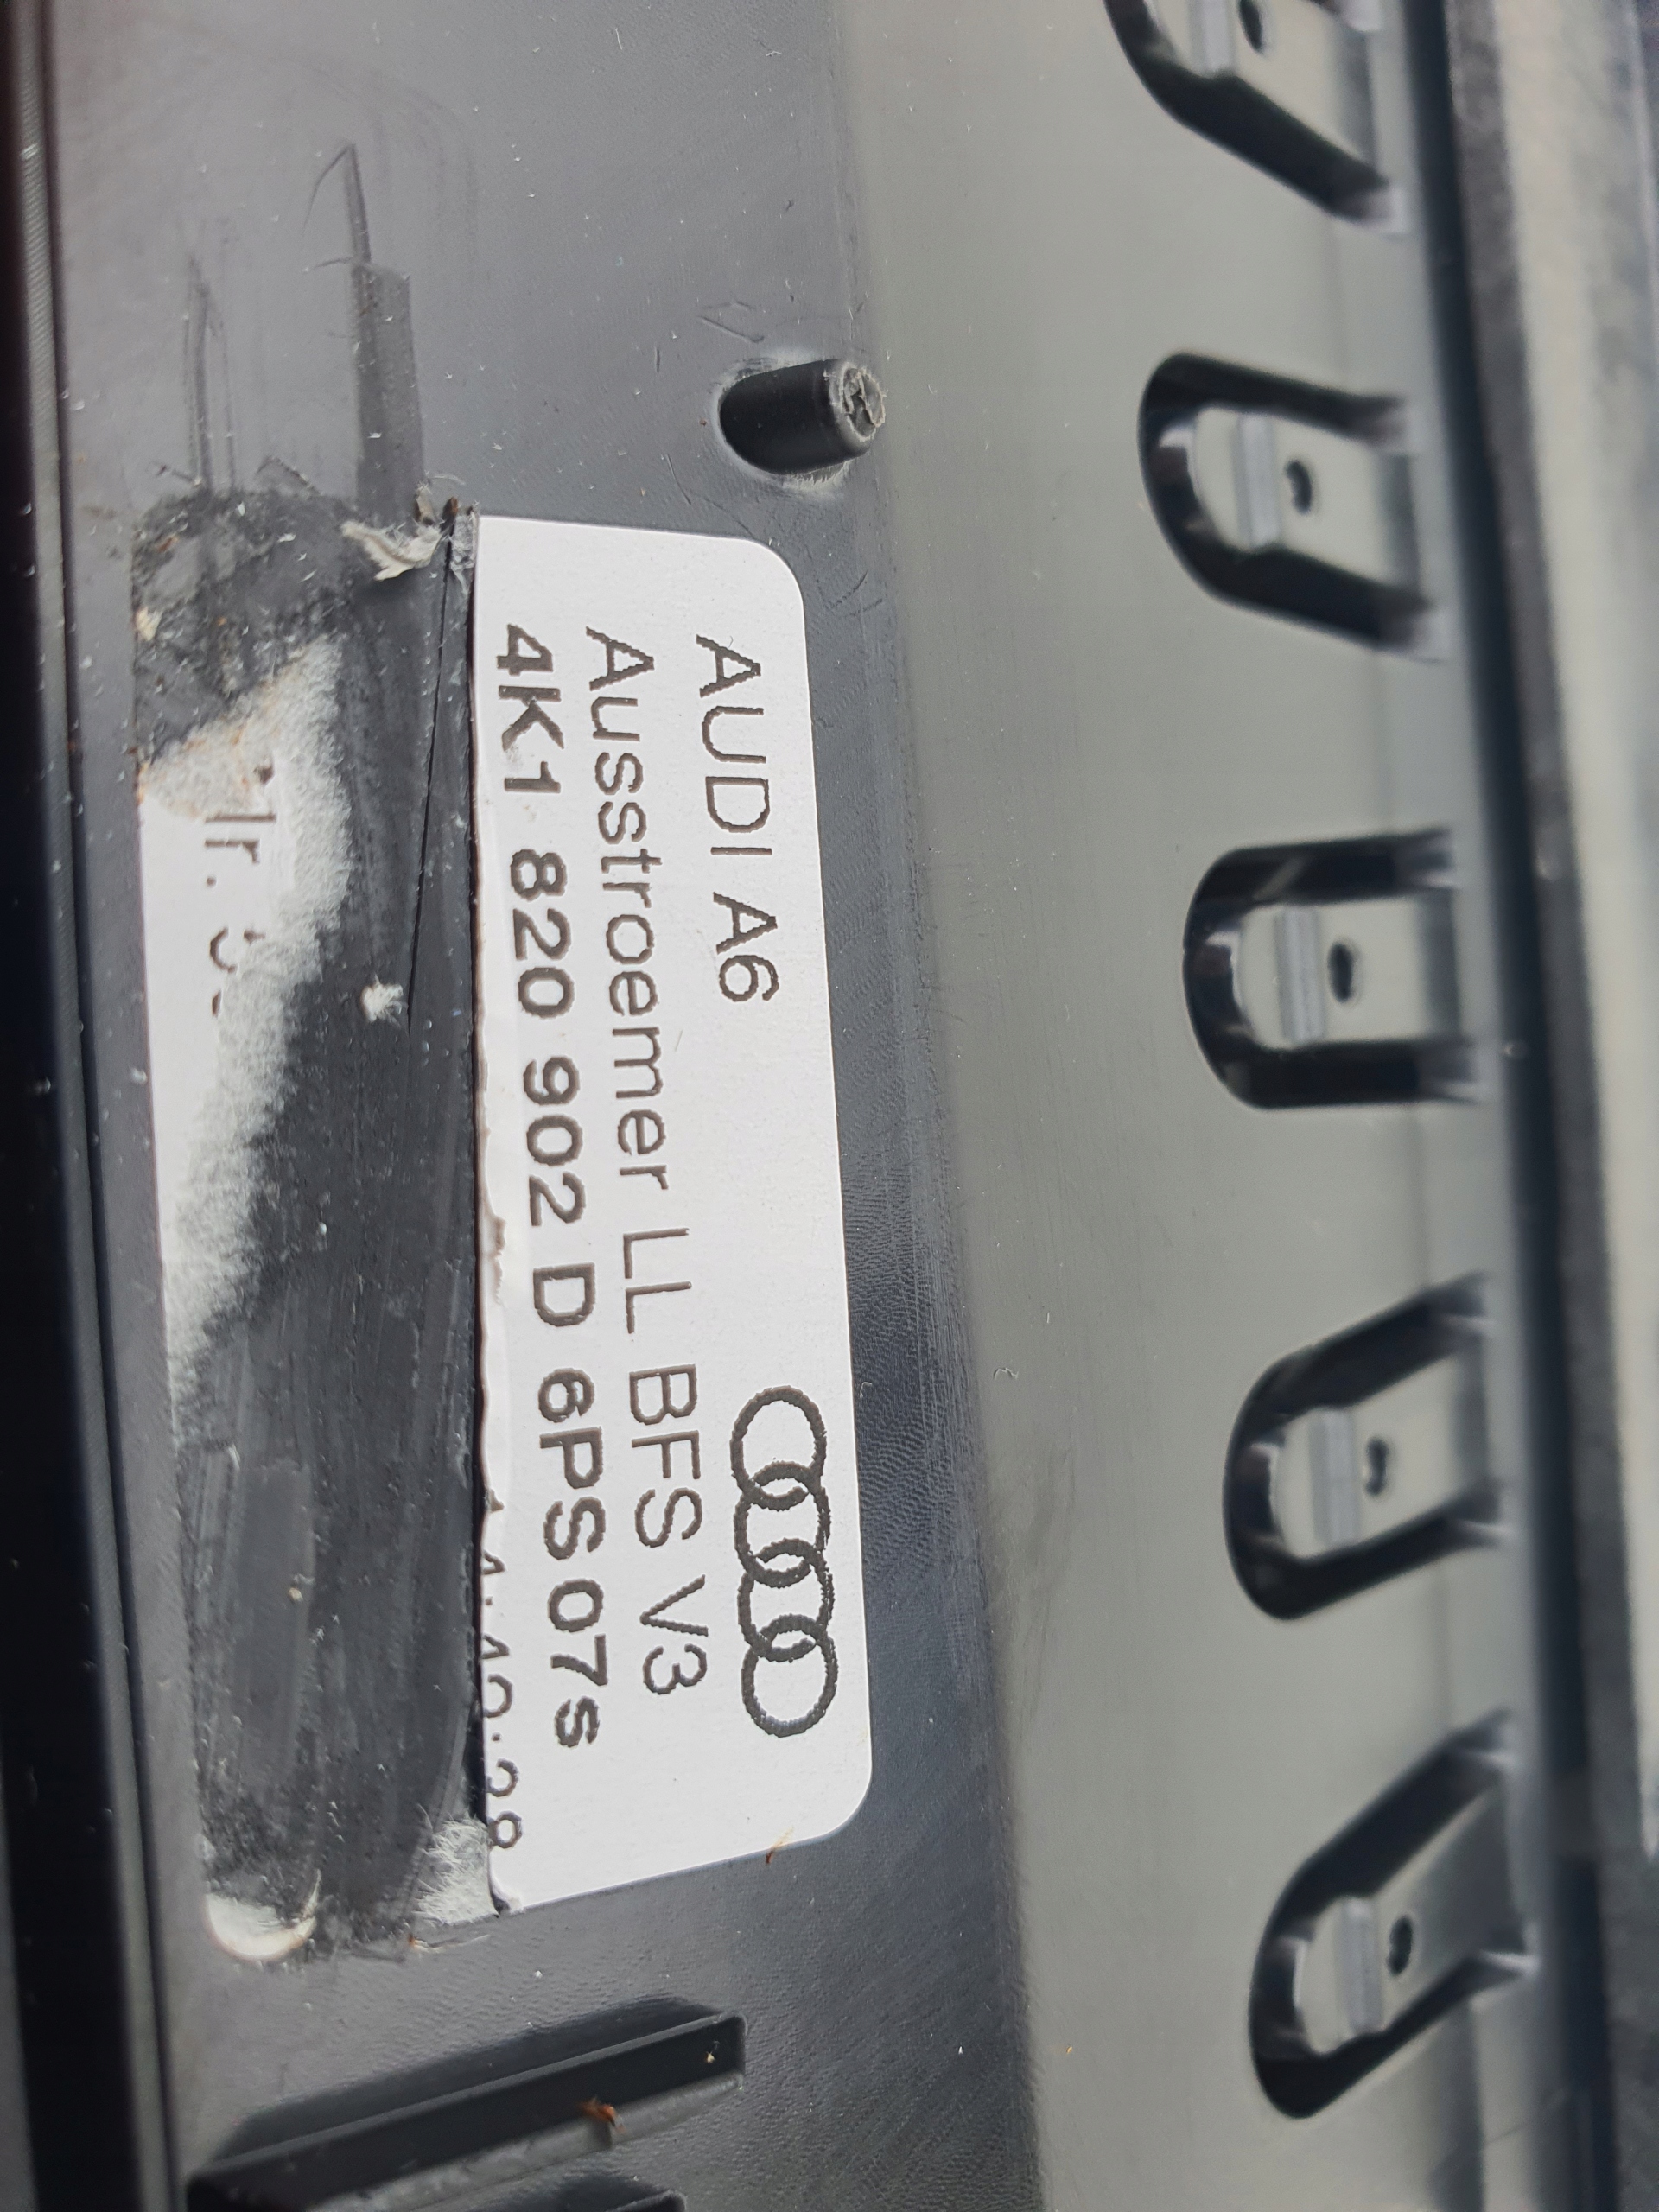 AUDI A6
Ausstroemer LL BFS V3
4K1 820 902 D 6PS 07s